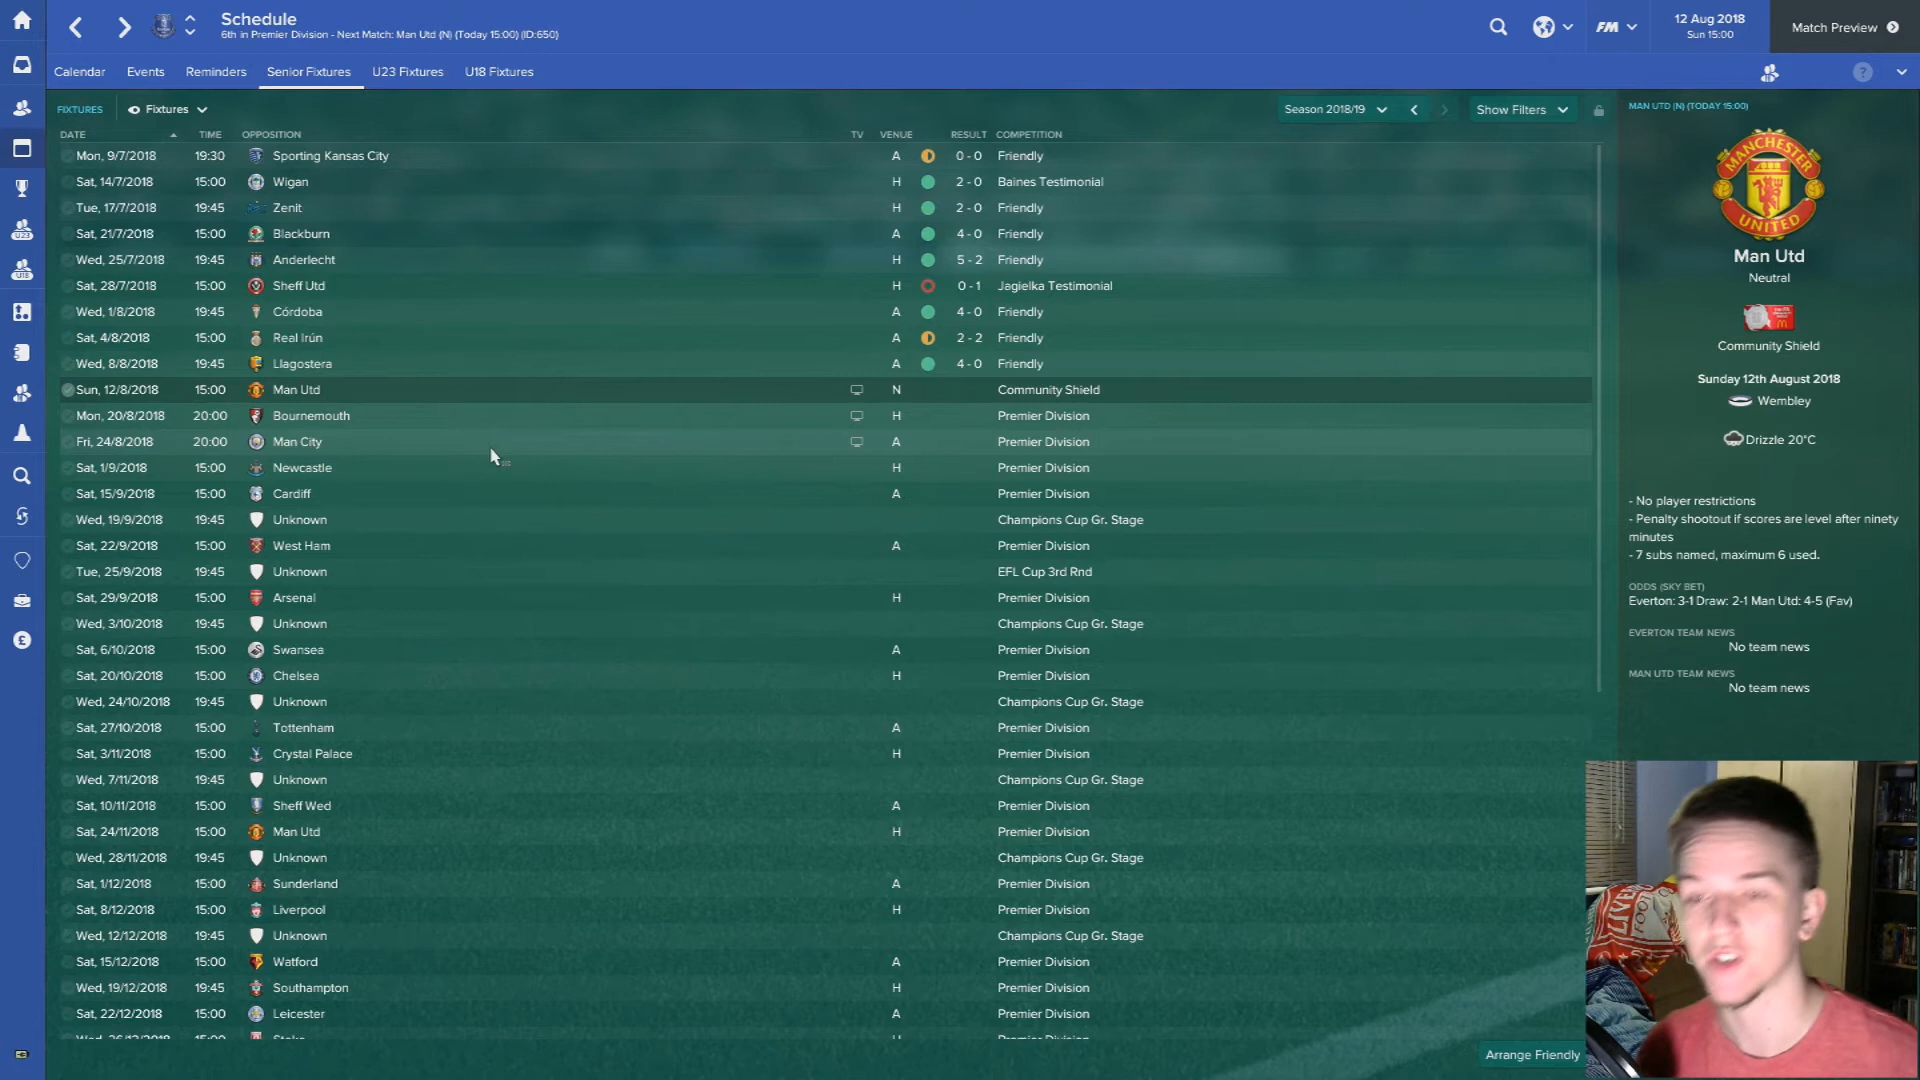 Schedule
6th in Premier Division - Next Match: Man Utd (N) (Today 15:00) (ID:650)
FM
12 Aug 2018
Sun 15:00
Match Preview
Calendar Events Reminders Senior Fixtures U23 Fixtures U18 Fixtures
FIXTURES Fixtures Season 2018/19 Show Filters
DATE TIME OPPOSITION TV VENUE RESULT COMPETITION
Mon, 9/7/2018 19:30 Sporting Kansas City A 0 - 0 Friendly
Sat, 14/7/2018 15:00 Wigan H 2 - 0 Baines Testimonial
Tue, 17/7/2018 19:45 Zenit H 2 - 0 Friendly
Sat, 21/7/2018 15:00 Blackburn A 4 - 0 Friendly
Wed, 25/7/2018 19:45 Anderlecht H 5 - 2 Friendly
Sat, 28/7/2018 15:00 Sheff Utd H 0 - 1 Jagielka Testimonial
Wed, 1/8/2018 19:45 Córdoba A 4 - 0 Friendly
Sat, 4/8/2018 15:00 Real Irún A 2 - 2 Friendly
Wed, 8/8/2018 19:45 Llagostera A 4 - 0 Friendly
Sun, 12/8/2018 15:00 Man Utd N Community Shield
Mon, 20/8/2018 20:00 Bournemouth H Premier Division
Fri, 24/8/2018 20:00 Man City A Premier Division
Sat, 1/9/2018 15:00 Newcastle H Premier Division
Sat, 15/9/2018 15:00 Cardiff A Premier Division
Wed, 19/9/2018 19:45 Unknown Champions Cup Gr. Stage
Sat, 22/9/2018 15:00 West Ham A Premier Division
Tue, 25/9/2018 19:45 Unknown EFL Cup 3rd Rnd
Sat, 29/9/2018 15:00 Arsenal H Premier Division
Wed, 3/10/2018 19:45 Unknown Champions Cup Gr. Stage
Sat, 6/10/2018 15:00 Swansea A Premier Division
Sat, 20/10/2018 15:00 Chelsea H Premier Division
Wed, 24/10/2018 19:45 Unknown Champions Cup Gr. Stage
Sat, 27/10/2018 15:00 Tottenham A Premier Division
Sat, 3/11/2018 15:00 Crystal Palace H Premier Division
Wed, 7/11/2018 19:45 Unknown Champions Cup Gr. Stage
Sat, 10/11/2018 15:00 Sheff Wed A Premier Division
Sat, 24/11/2018 15:00 Man Utd H Premier Division
Wed, 28/11/2018 19:45 Unknown Champions Cup Gr. Stage
Sat, 1/12/2018 15:00 Sunderland A Premier Division
Sat, 8/12/2018 15:00 Liverpool H Premier Division
Wed, 12/12/2018 19:45 Unknown Champions Cup Gr. Stage
Sat, 15/12/2018 15:00 Watford A Premier Division
Wed, 19/12/2018 19:45 Southampton H Premier Division
Sat, 22/12/2018 15:00 Leicester A Premier Division
Arrange Friendly
MAN UTD (N) (TODAY 15:00)
MANCHESTER
UNITED
Man Utd
Neutral
Community Shield
Sunday 12th August 2018
Wembley
Drizzle 20°C
- No player restrictions
- Penalty shootout if scores are level after ninety
minutes
- 7 subs named, maximum 6 used.
ODDS (SKY BET)
Everton: 3-1 Draw: 2-1 Man Utd: 4-5 (Fav)
EVERTON TEAM NEWS
No team news
MAN UTD TEAM NEWS
No team news
U23
U18